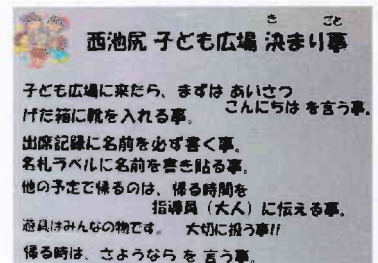 西池尻 子ども広場 決まり事
き ごと
子ども広場に来たら、まずは あいさつ
こんにちは を言う事。
げた箱に靴を入れる事。
出席記録に名前を必ず書く事。
名札ラベルに名前を書き貼る事。
他の予定で帰るのは、帰る時間を
指導員（大人）に伝える事。
遊具はみんなの物です。 大切に扱う事!!
帰る時は、さようなら を 言う事。